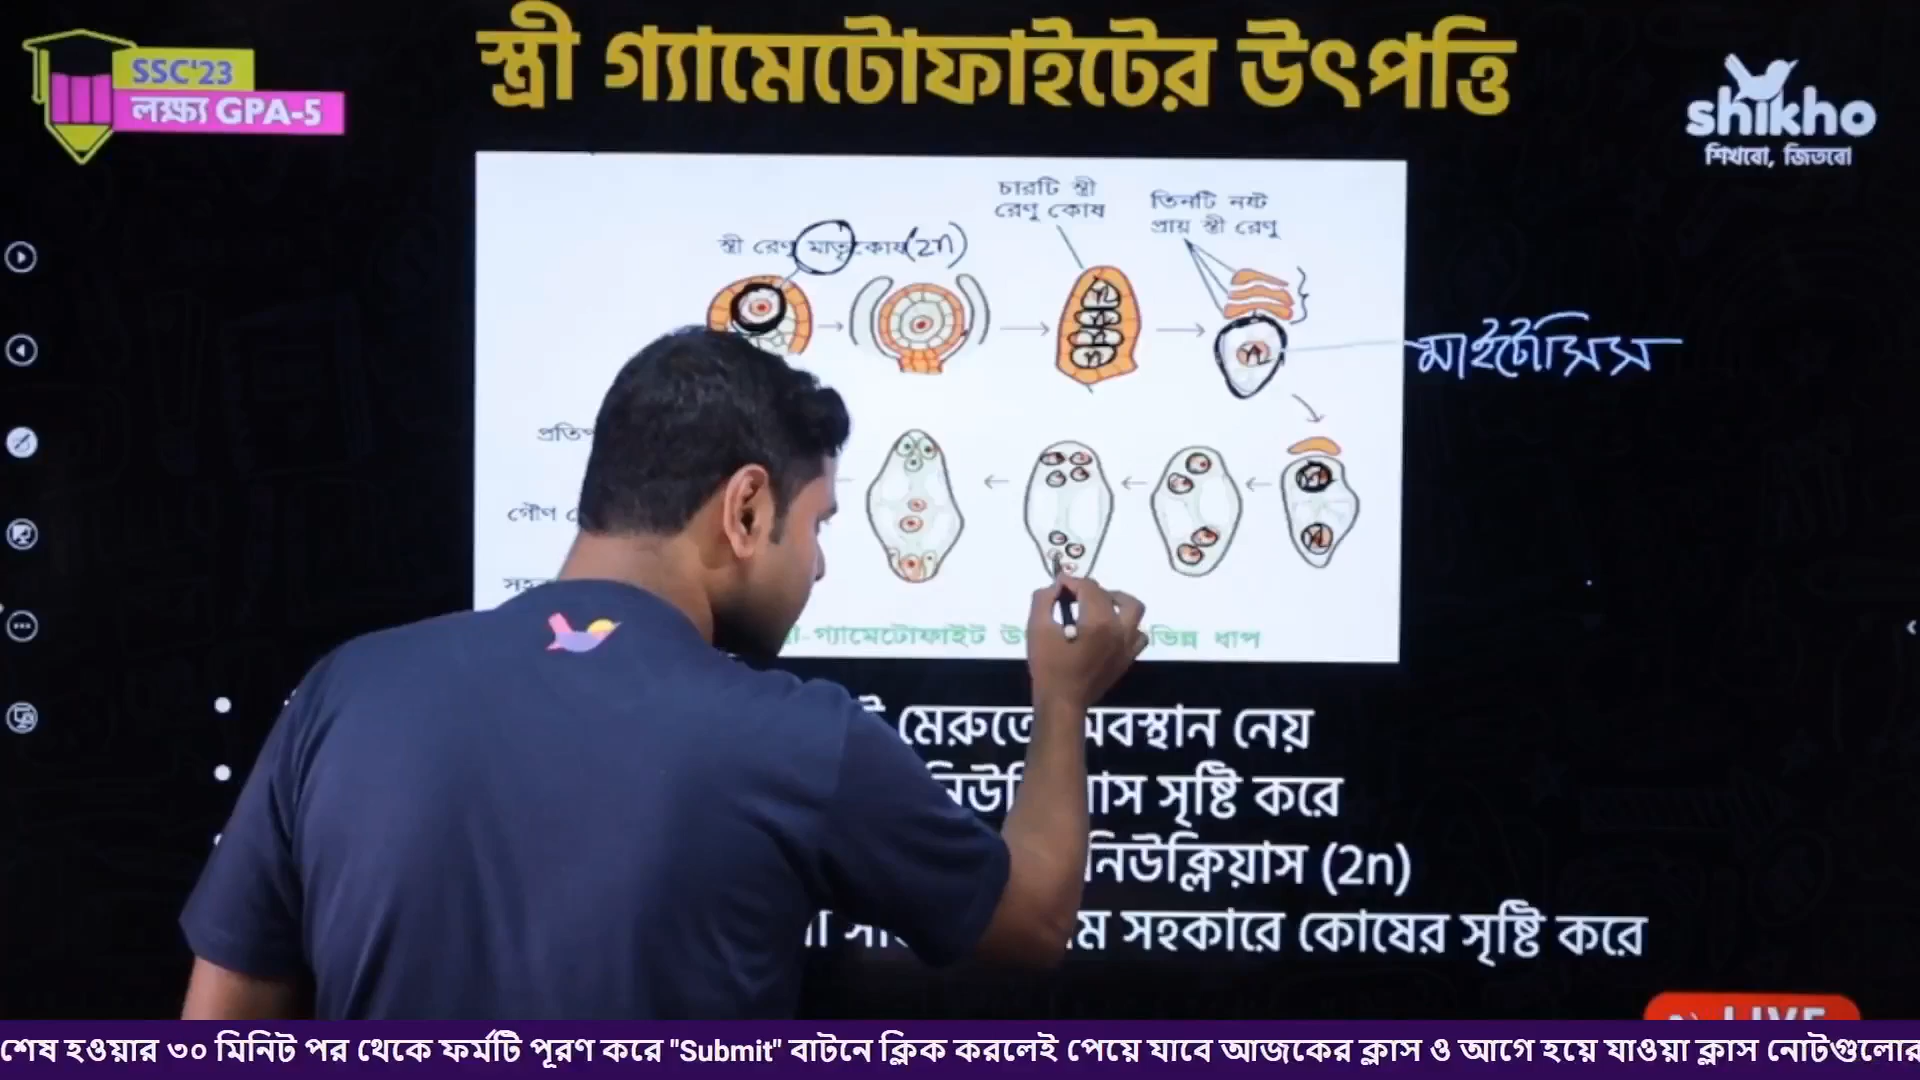 স্ত্রী গ্যামেটোফাইটের উৎপত্তি
SSC'23
লক্ষ্য GPA-5
shikho
শিখবো, জিতবো
চারটি স্ত্রী
রেণু কোষ
তিনটি নষ্ট
প্রায় স্ত্রী রেণু
স্ত্রী রেণু মাতৃকোষ (2n)
মাইটোসিস
গৌণ
মেরুতে অবস্থান নেয়
সৃষ্টি করে
নিউক্লিয়াস (2n)
সহকারে কোষের সৃষ্টি করে
LIVE
শেষ হওয়ার ৩০ মিনিট পর থেকে ফর্মটি পূরণ করে "Submit" বাটনে ক্লিক করলেই পেয়ে যাবে আজকের ক্লাস ও আগে হয়ে যাওয়া ক্লাস নোটগুলোর